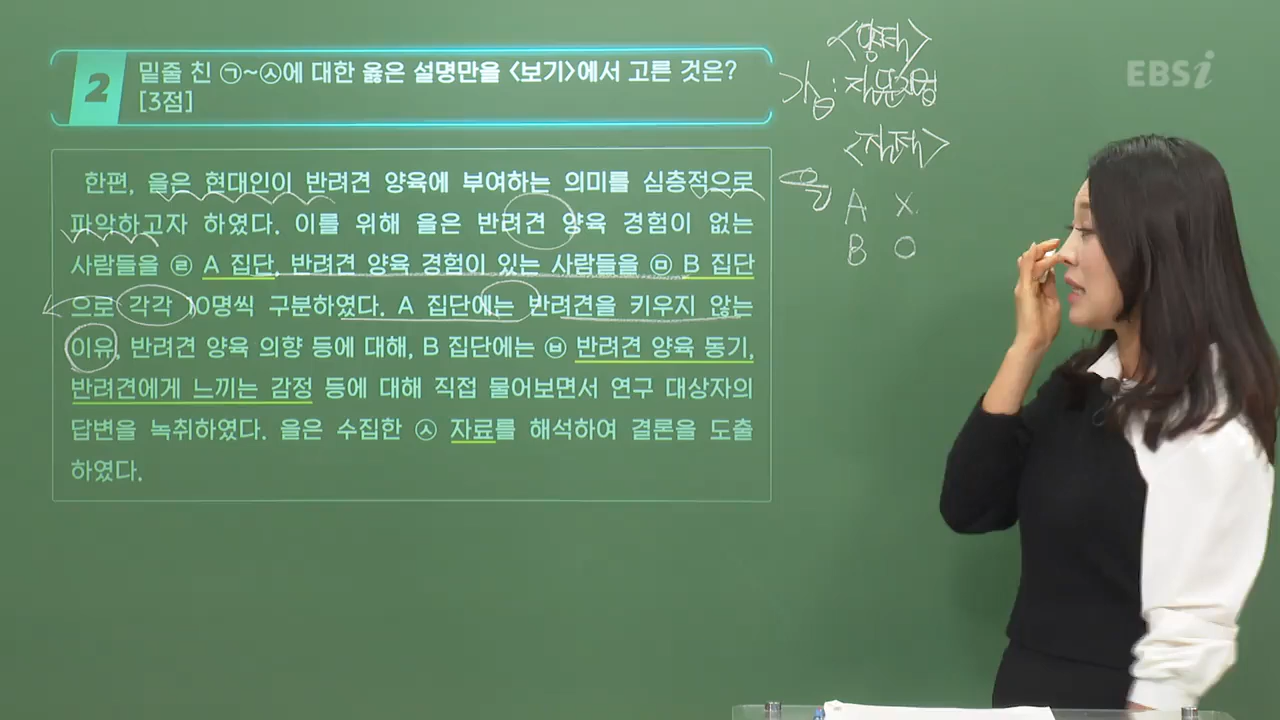 2
밑줄 친 ㉠~㉦에 대한 옳은 설명만을 <보기>에서 고른 것은?
[3점]
한편, 을은 현대인이 반려견 양육에 부여하는 의미를 심층적으로
파악하고자 하였다. 이를 위해 을은 반려견 양육 경험이 없는
사람들을 ㉣ A 집단, 반려견 양육 경험이 있는 사람들을 ㉤ B 집단
으로 각각 10명씩 구분하였다. A 집단에는 반려견을 키우지 않는
이유, 반려견 양육 의향 등에 대해, B 집단에는 ㉥ 반려견 양육 동기,
반려견에게 느끼는 감정 등에 대해 직접 물어보면서 연구 대상자의
답변을 녹취하였다. 을은 수집한 ㉦ 자료를 해석하여 결론을 도출
하였다.
<양적>
<질적>
을
A X
B O
EBSi